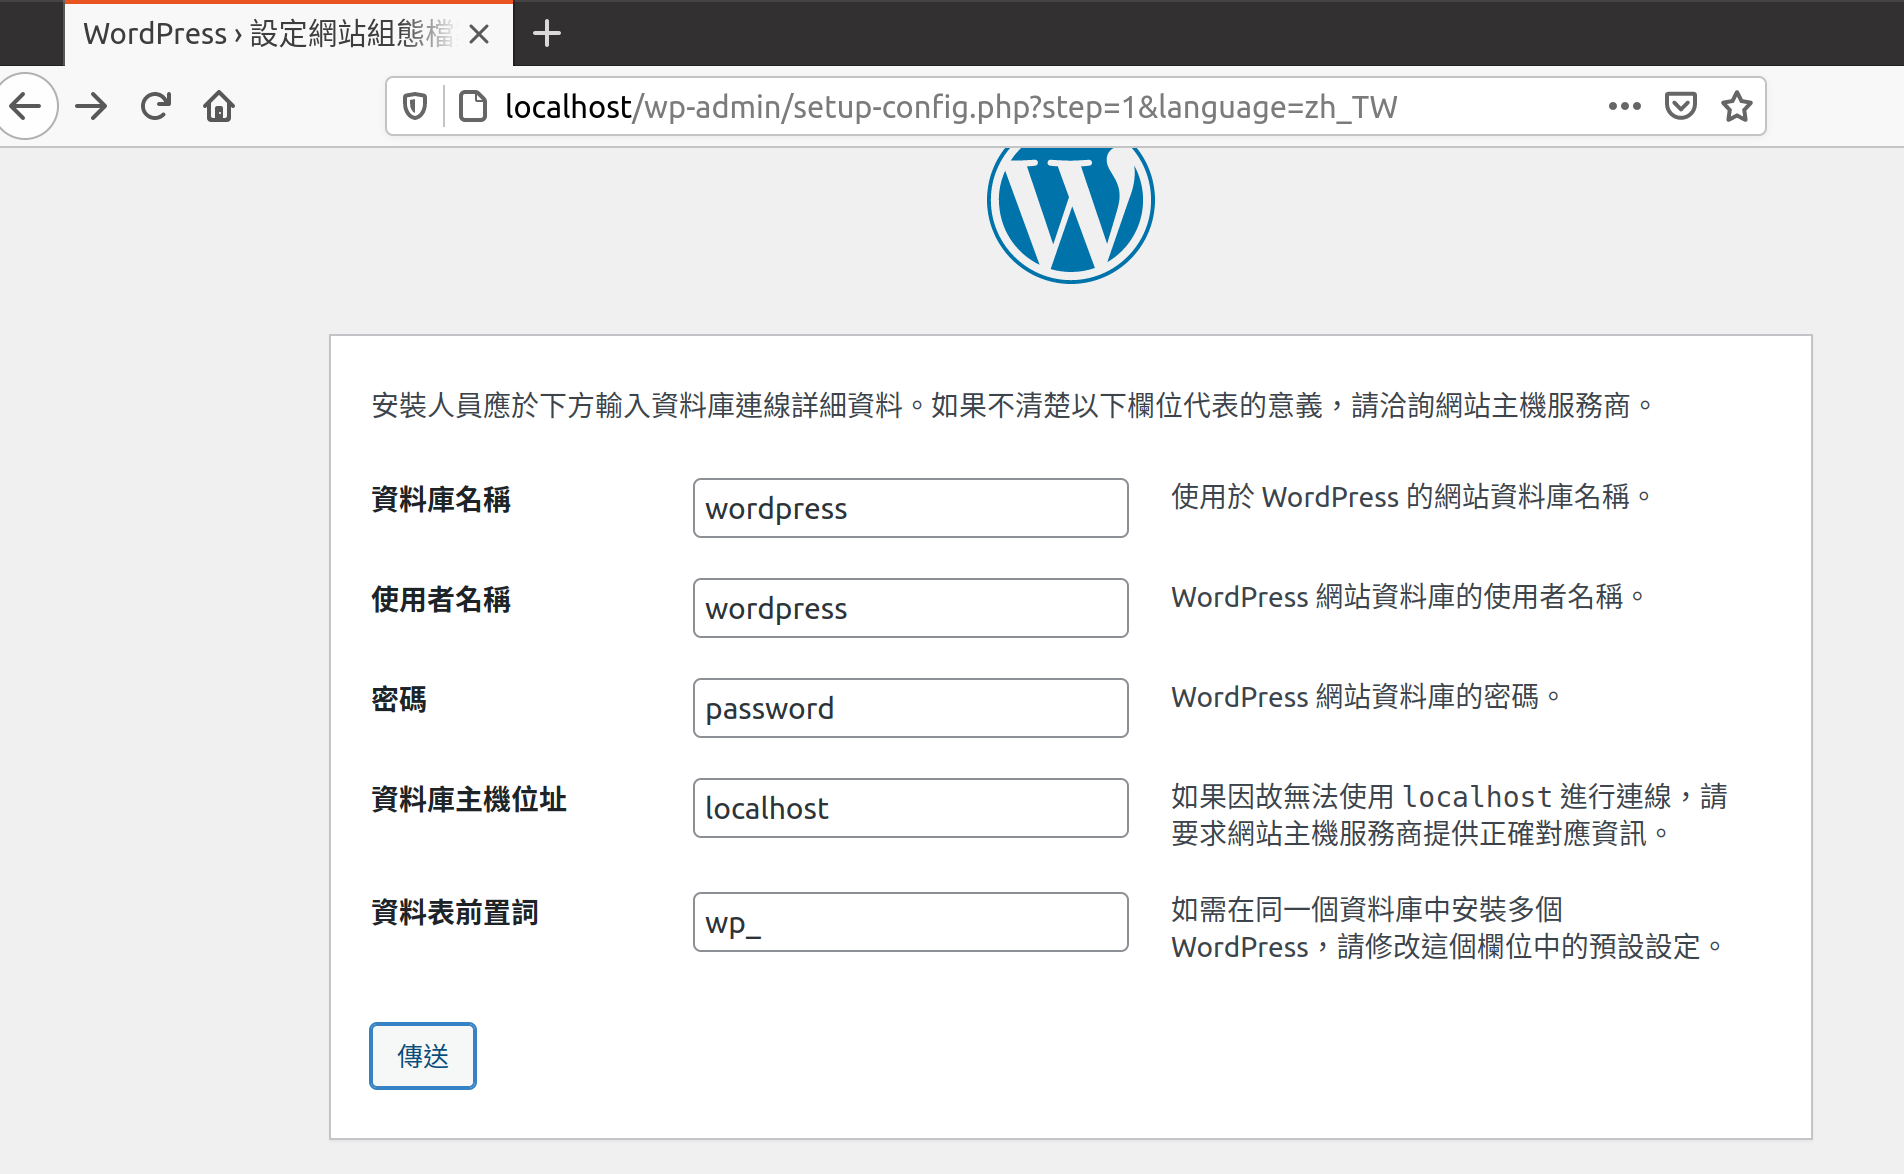 WordPress › 設定網站組態檔
localhost/wp-admin/setup-config.php?step=1&language=zh_TW
安裝人員應於下方輸入資料庫連線詳細資料。如果不清楚以下欄位代表的意義，請洽詢網站主機服務商。
資料庫名稱
wordpress
使用於 WordPress 的網站資料庫名稱。
使用者名稱
wordpress
WordPress 網站資料庫的使用者名稱。
密碼
password
WordPress 網站資料庫的密碼。
資料庫主機位址
localhost
如果因故無法使用 localhost 進行連線，請
要求網站主機服務商提供正確對應資訊。
資料表前置詞
wp_
如需在同一個資料庫中安裝多個
WordPress，請修改這個欄位中的預設設定。
傳送